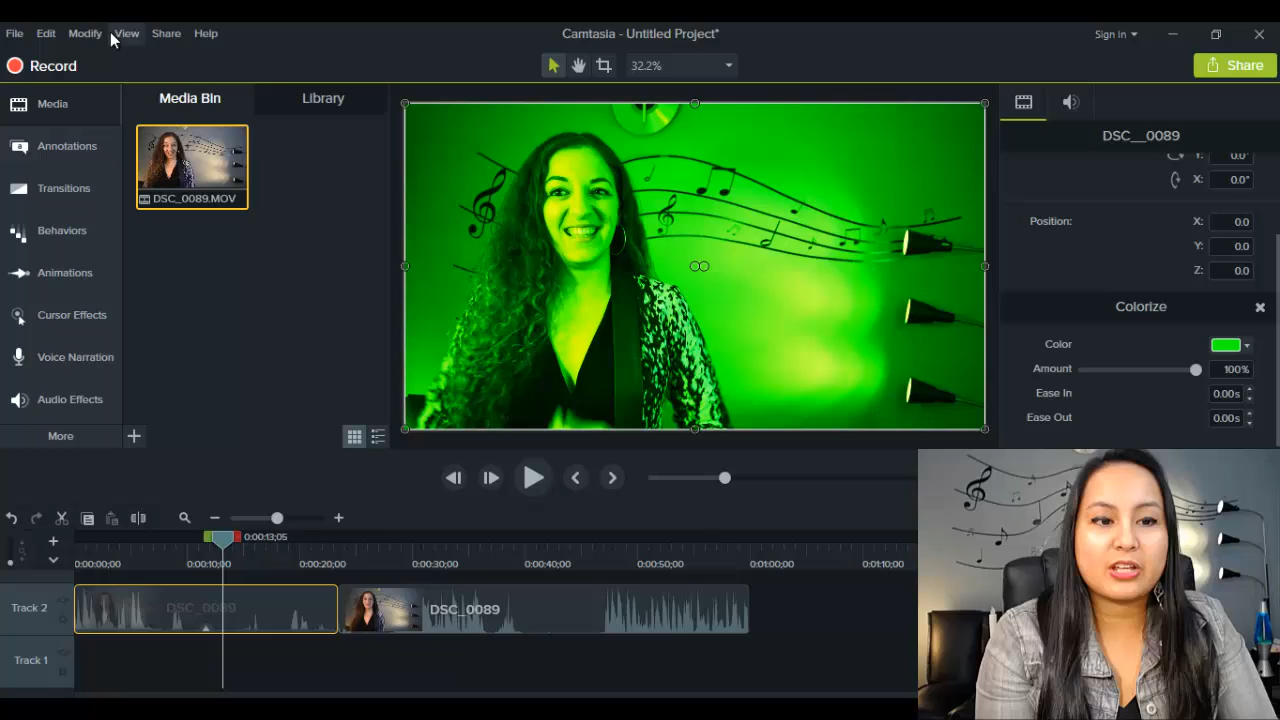 File Edit Modify View Share Help
Camtasia - Untitled Project*
Sign in
Record
32.2%
Share
Media
Annotations
Transitions
Behaviors
Animations
Cursor Effects
Voice Narration
Audio Effects
More
Media Bin
Library
DSC_0089.MOV
DSC__0089
Y: 0.0°
X: 0.0°
Position: X: 0.0
Y: 0.0
Z: 0.0
Colorize
Color
Amount 100%
Ease In 0.00s
Ease Out 0.00s
0:00:13;05
0:00:00;00 0:00:10;00 0:00:20;00 0:00:30;00 0:00:40;00 0:00:50;00 0:01:00;00 0:01:10;00
Track 2
DSC_0089
DSC_0089
Track 1